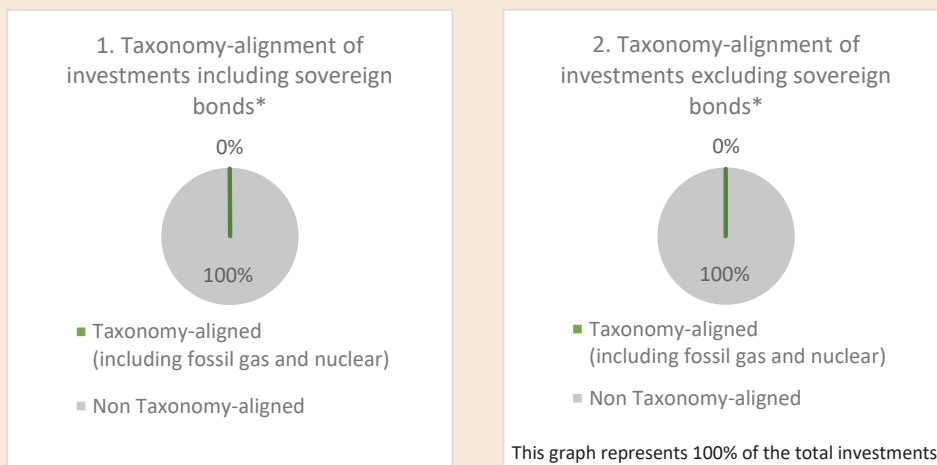 1. Taxonomy-alignment of
investments including sovereign
bonds*
0%
100%
Taxonomy-aligned
(including fossil gas and nuclear)
Non Taxonomy-aligned
2. Taxonomy-alignment of
investments excluding sovereign
bonds*
0%
100%
Taxonomy-aligned
(including fossil gas and nuclear)
Non Taxonomy-aligned
This graph represents 100% of the total investments